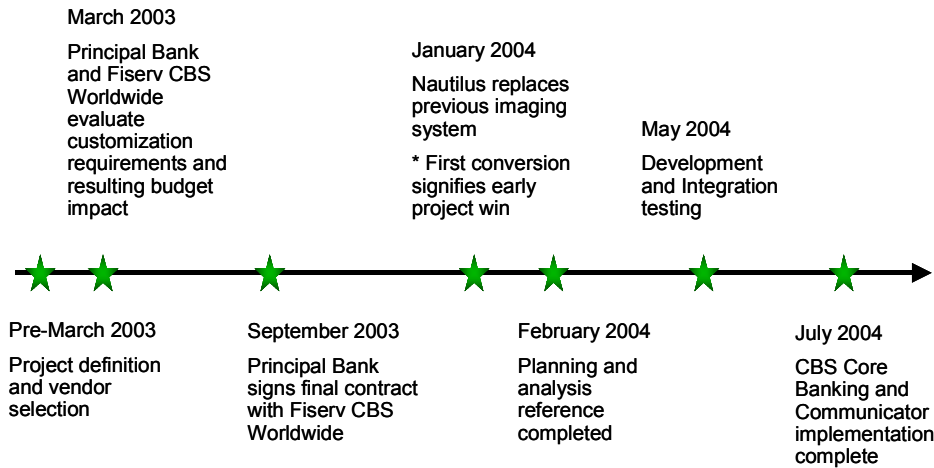 March 2003
Principal Bank
and Fiserv CBS
Worldwide
evaluate
customization
requirements and
resulting budget
impact
January 2004
Nautilus replaces
previous imaging
system
* First conversion
signifies early
project win
May 2004
Development
and Integration
testing
Pre-March 2003
Project definition
and vendor
selection
September 2003
Principal Bank
signs final contract
with Fiserv CBS
Worldwide
February 2004
Planning and
analysis
reference
completed
July 2004
CBS Core
Banking and
Communicator
implementation
complete